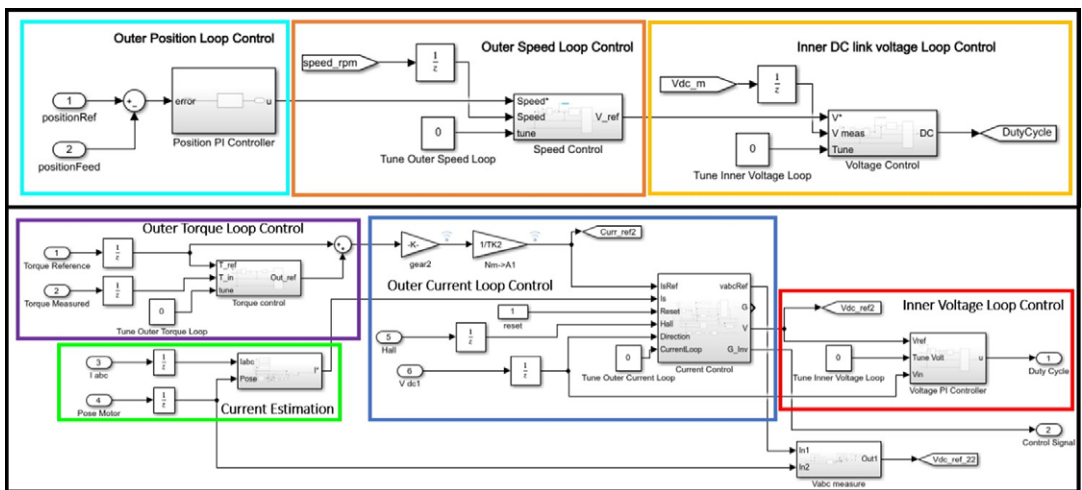 Outer Position Loop Control
1
positionRef
2
positionFeed
+
-
error
u
Position PI Controller
Outer Speed Loop Control
speed_rpm
1
z
Speed*
Speed
tune
V_ref
0
Tune Outer Speed Loop
Speed Control
Inner DC link voltage Loop Control
Vdc_m
1
z
V*
V meas
Tune
DC
DutyCycle
0
Tune Inner Voltage Loop
Voltage Control
Outer Torque Loop Control
1
Torque Reference
1
z
2
Torque Measured
1
z
T_ref
T_in
tune
Out_ref
Torque control
0
Tune Outer Torque Loop
3
I abc
1
z
4
Pose Motor
1
z
Iabc
Pose
I*
Current Estimation
-K-
gear2
1/TK2
Nm->A1
Curr_ref2
Outer Current Loop Control
1
reset
5
Hall
1
z
6
V dc1
1
z
0
Tune Outer Current Loop
IsRef
Is
Reset
Hall
Direction
CurrentLoop
vabcRef
G
V
G_Inv
Current Control
Vdc_ref2
Inner Voltage Loop Control
Vref
Tune Volt
Vin
u
0
Tune Inner Voltage Loop
Voltage PI Controller
1
Duty Cycle
2
Control Signal
In1
In2
Out1
Vabc measure
Vdc_ref_22